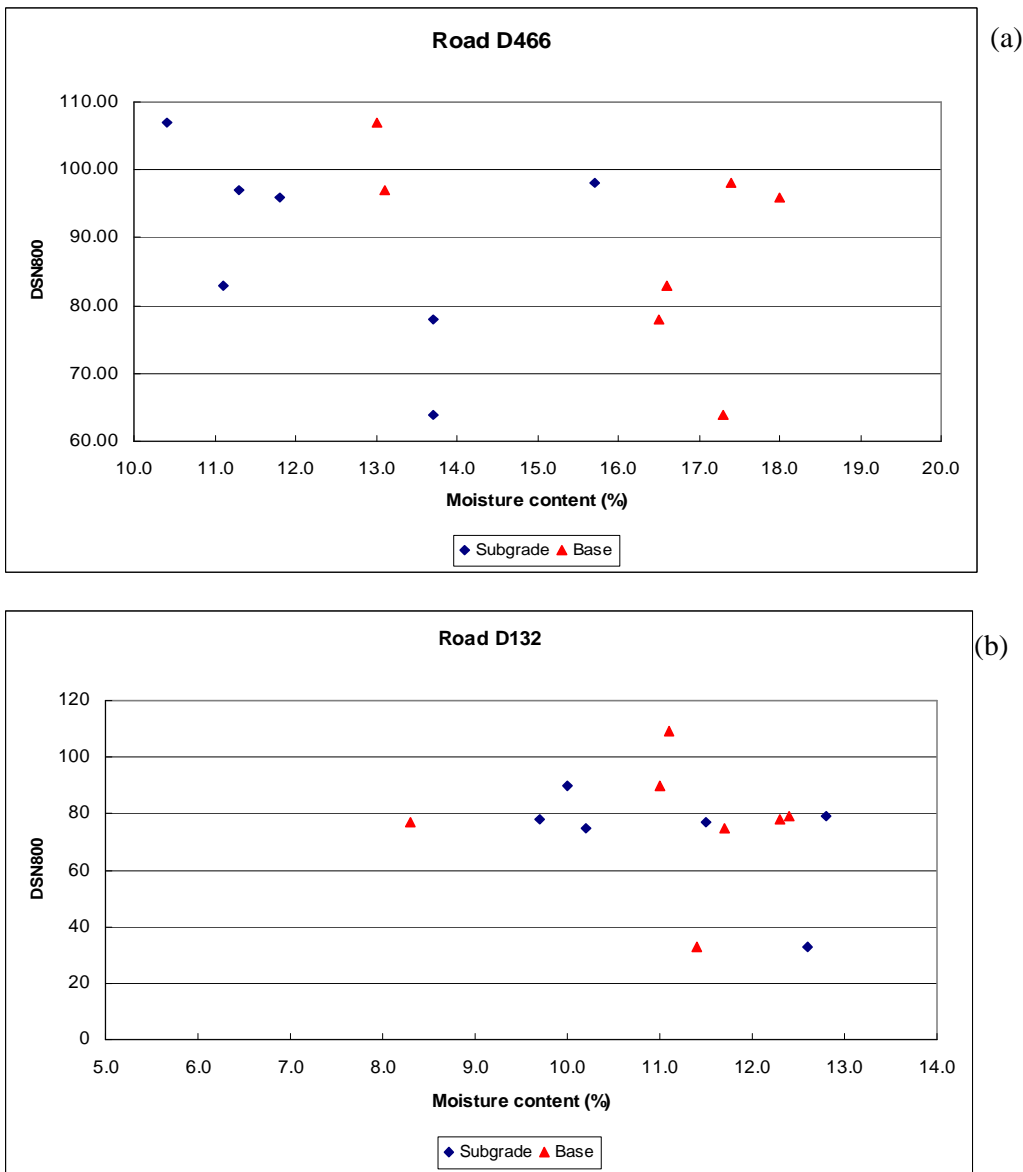 (a)
Road D466
110.00
100.00
90.00
80.00
70.00
60.00
DSN800
10.0 11.0 12.0 13.0 14.0 15.0 16.0 17.0 18.0 19.0 20.0
Moisture content (%)
Subgrade Base
(b)
Road D132
120
100
80
60
40
20
0
DSN800
5.0 6.0 7.0 8.0 9.0 10.0 11.0 12.0 13.0 14.0
Moisture content (%)
Subgrade Base